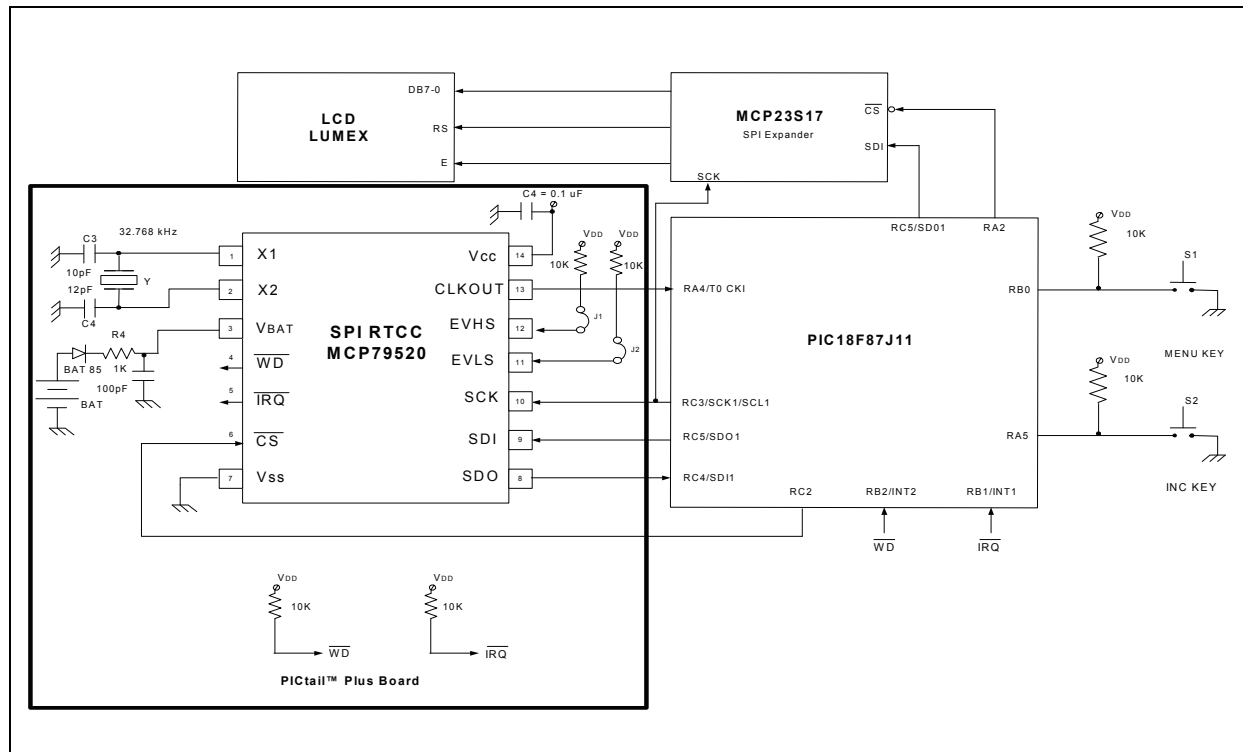 LCD
LUMEX
DB7-0
RS
E
MCP23S17
SPI Expander
CS
SDI
SCK
C4 = 0.1 uF
C3
32.768 kHz
10pF
12pF
Y
C4
R4
1K
BAT 85
100pF
BAT
1
X1
2
X2
3
VBAT
4
WD
5
IRQ
6
CS
7
Vss
SPI RTCC
MCP79520
Vcc
14
CLKOUT
13
EVHS
12
EVLS
11
SCK
10
SDI
9
SDO
8
VDD
10K
J1
VDD
10K
J2
RC5/SD01
RA2
RA4/T0 CKI
PIC18F87J11
RC3/SCK1/SCL1
RC5/SDO1
RC4/SDI1
RC2
RB2/INT2
RB1/INT1
WD
IRQ
RB0
RA5
VDD
10K
S1
MENU KEY
VDD
10K
S2
INC KEY
VDD
10K
WD
VDD
10K
IRQ
PICtail™ Plus Board